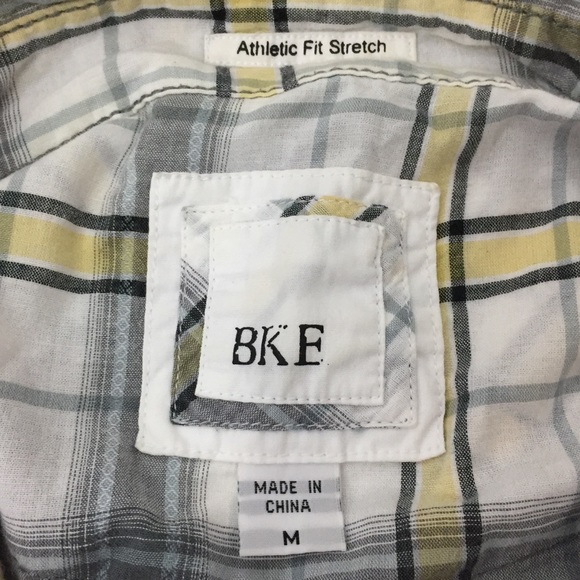 Athletic Fit Stretch
BKE
MADE IN
CHINA
M